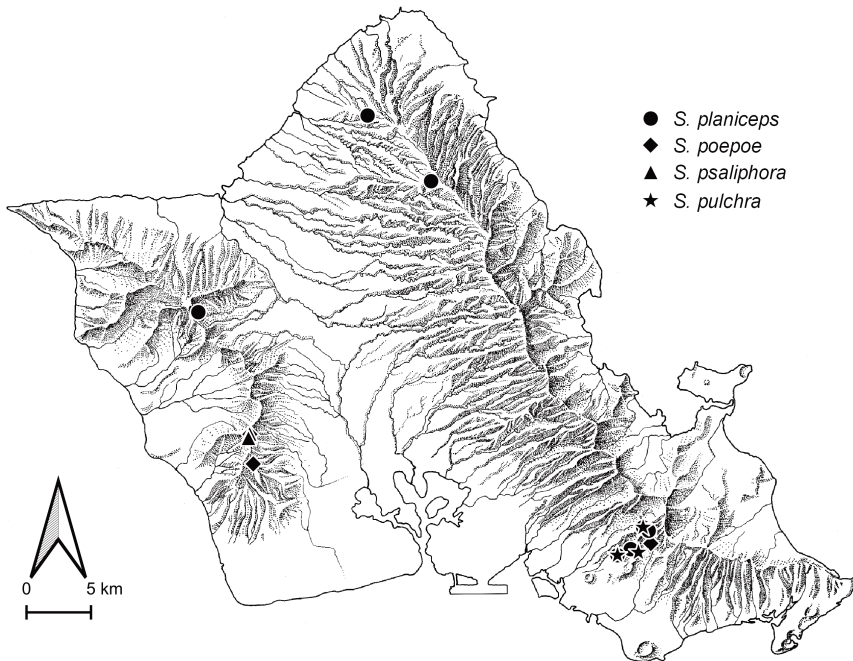 S. planiceps
S. poepoe
S. psaliphora
S. pulchra
0 5 km